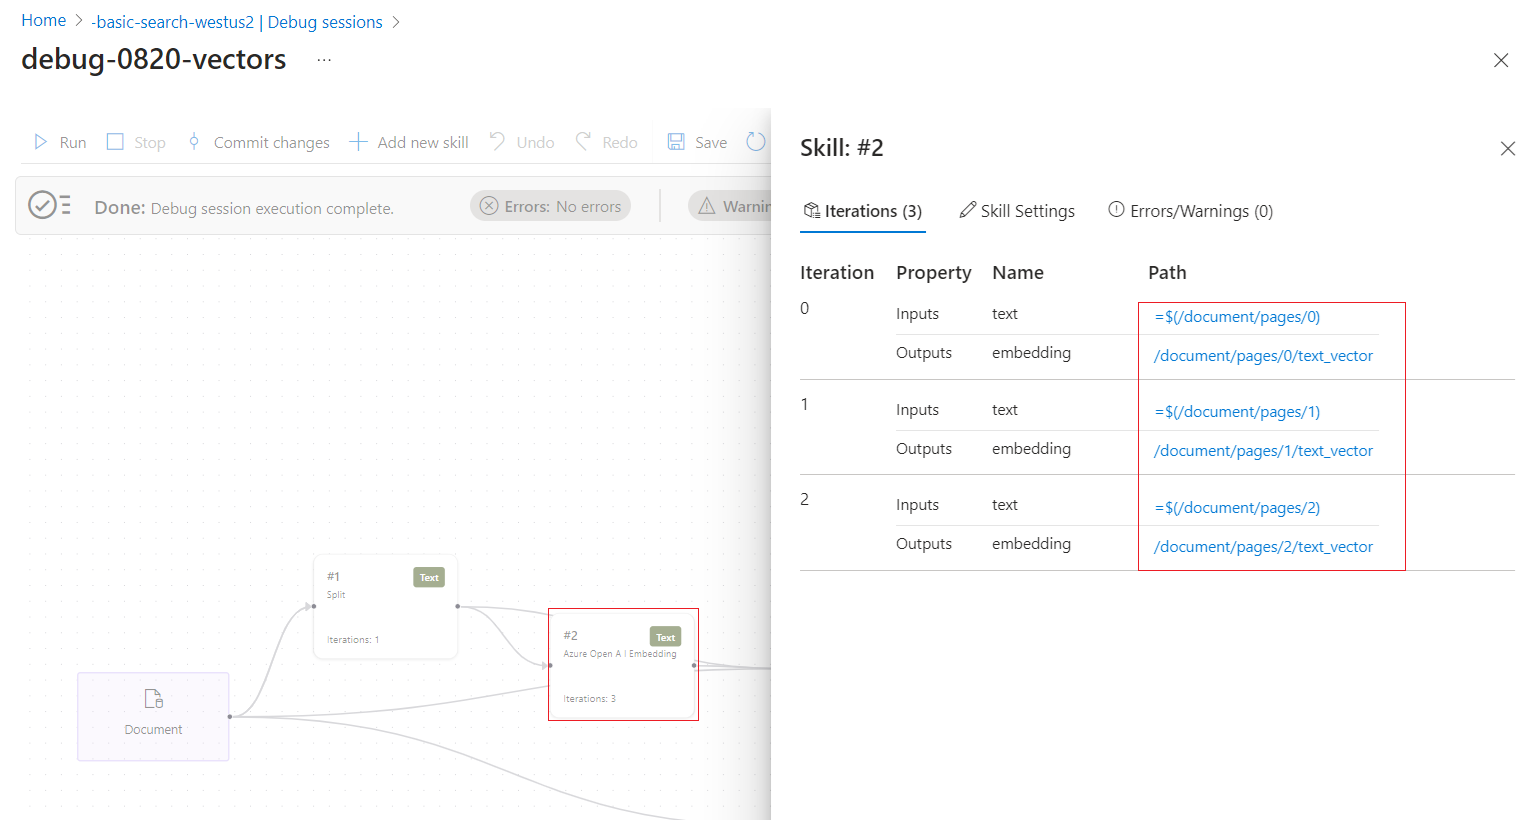 Home > -basic-search-westus2 | Debug sessions >
debug-0820-vectors ...
Run Stop Commit changes Add new skill Undo Redo Save
Done: Debug session execution complete. Errors: No errors
#1 Text
Split
Iterations: 1
#2 Text
Azure Open A I Embedding
Iterations: 3
Document
Skill: #2
Iterations (3) Skill Settings Errors/Warnings (0)
Iteration Property Name Path
0 Inputs text =$(/document/pages/0)
Outputs embedding /document/pages/0/text_vector
1 Inputs text =$(/document/pages/1)
Outputs embedding /document/pages/1/text_vector
2 Inputs text =$(/document/pages/2)
Outputs embedding /document/pages/2/text_vector